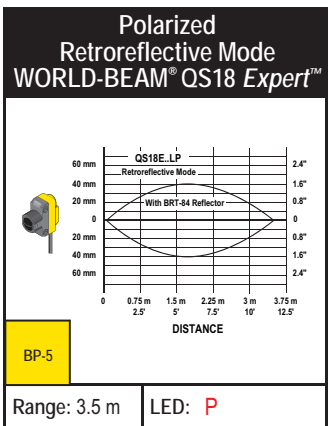 Polarized
Retroreflective Mode
WORLD-BEAM® QS18 Expert™
QS18E..LP
Retroreflective Mode
With BRT-84 Reflector
60 mm
40 mm
20 mm
0
20 mm
40 mm
60 mm
2.4"
1.6"
0.8"
0
0.8"
1.6"
2.4"
0 0.75 m 1.5 m 2.25 m 3 m 3.75 m
2.5' 5' 7.5' 10' 12.5'
DISTANCE
BP-5
Range: 3.5 m
LED: P